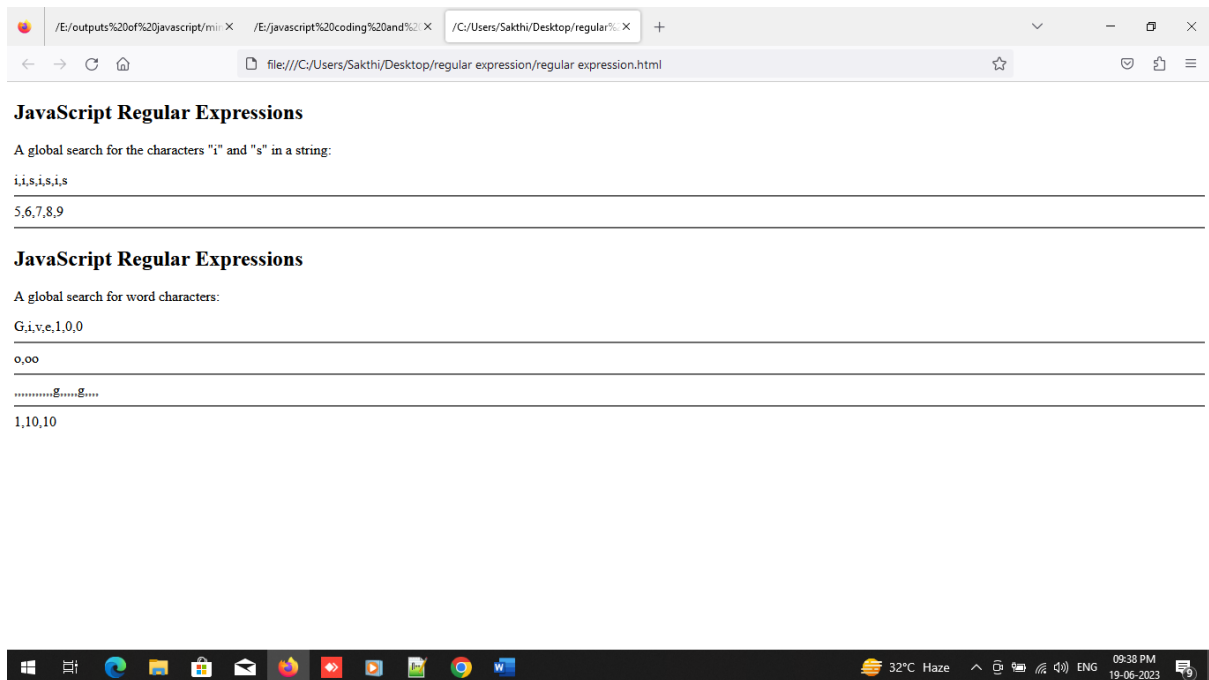 /E:/outputs%20of%20javascript/mir
/E:/javascript%20coding%20and%20
/C:/Users/Sakthi/Desktop/regular%2
file:///C:/Users/Sakthi/Desktop/regular expression/regular expression.html
JavaScript Regular Expressions
A global search for the characters "i" and "s" in a string:
i,i,s,i,s,i,s
5,6,7,8,9
JavaScript Regular Expressions
A global search for word characters:
G,i,v,e,1,0,0
o,oo
,,,,,,,,,,,g,,,,,g,,,,
1,10,10
32°C Haze
ENG
09:38 PM
19-06-2023
9